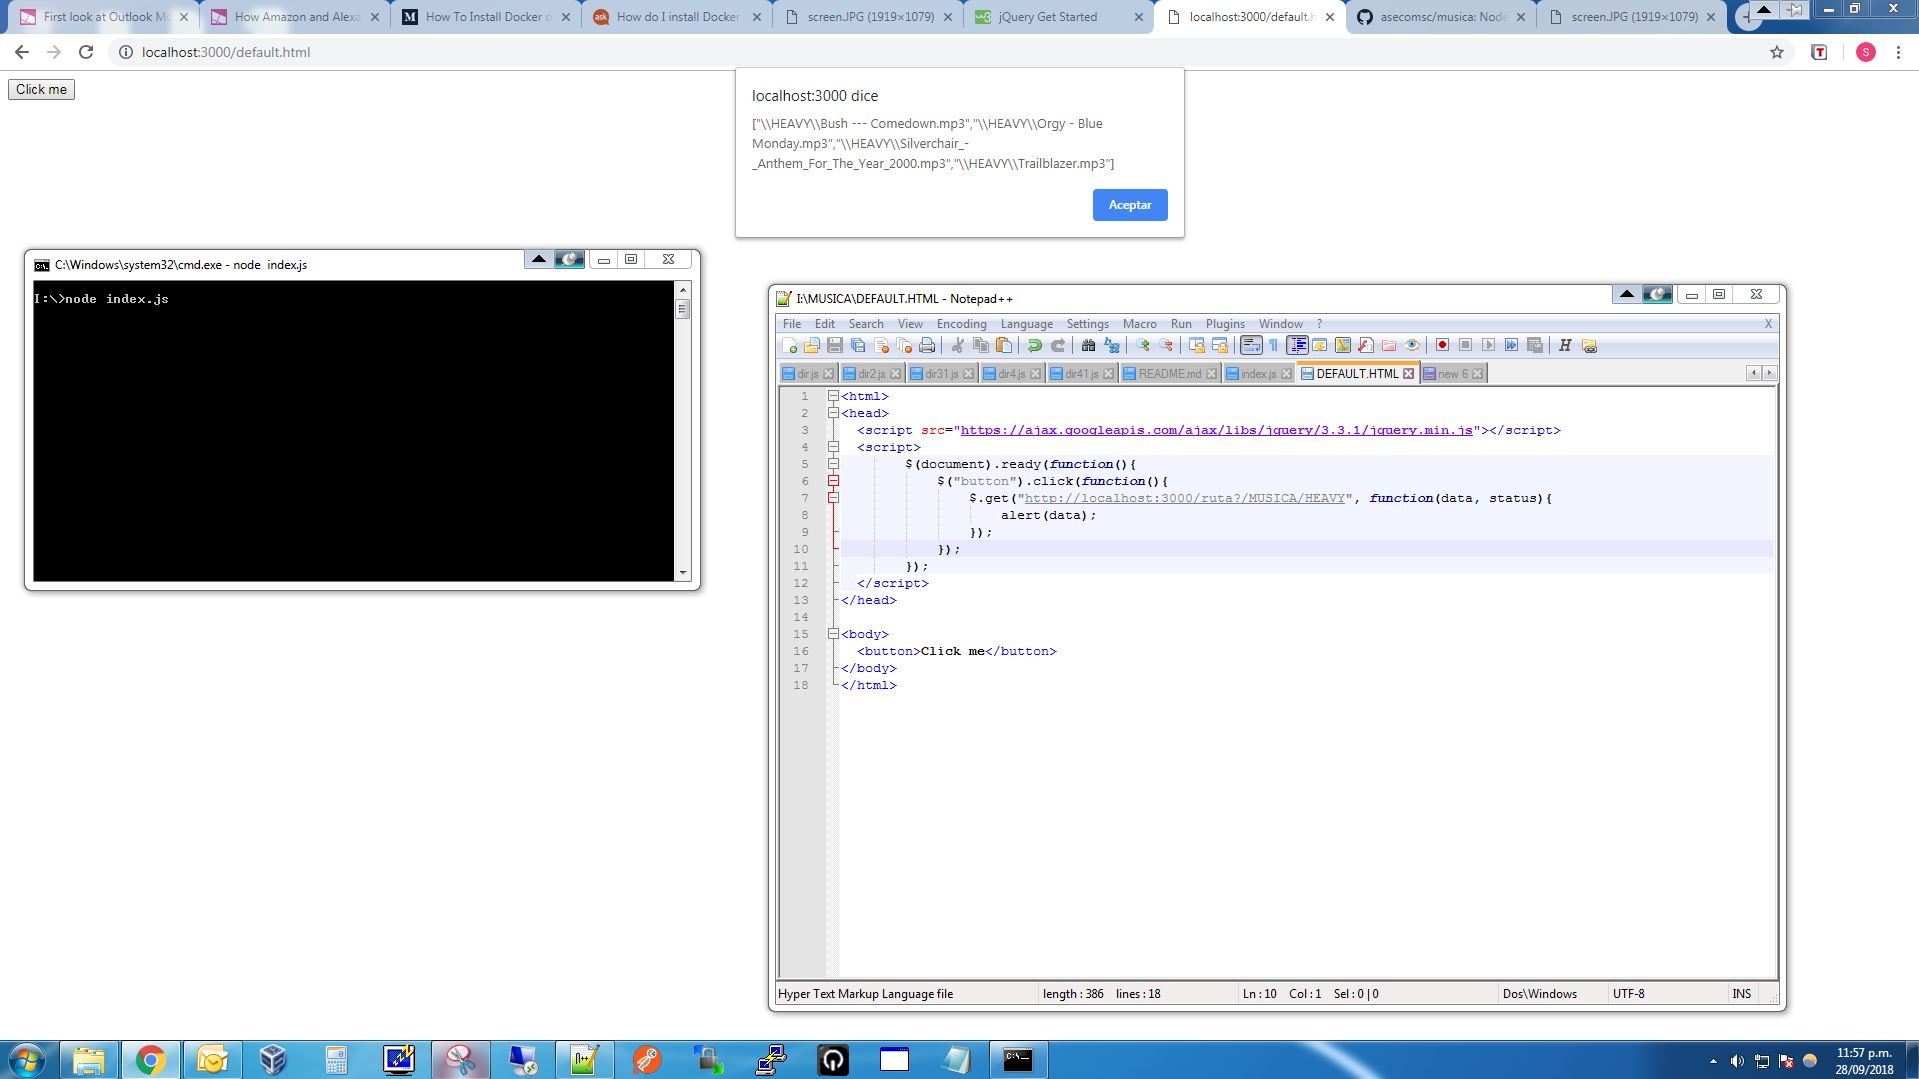 First look at Outlook Mo
How Amazon and Alexa
How To Install Docker o
How do I install Docker
screen.JPG (1919×1079)
jQuery Get Started
localhost:3000/default.h
asecomsc/musica: Node
screen.JPG (1919×1079)
localhost:3000/default.html
Click me
localhost:3000 dice
["\\HEAVY\\Bush --- Comedown.mp3","\\HEAVY\\Orgy - Blue
Monday.mp3","\\HEAVY\\Silverchair_-
_Anthem_For_The_Year_2000.mp3","\\HEAVY\\Trailblazer.mp3"]
Aceptar
C:\Windows\system32\cmd.exe - node  index.js
I:\>node index.js
I:\MUSICA\DEFAULT.HTML - Notepad++
File Edit Search View Encoding Language Settings Macro Run Plugins Window ? X
dir.js dir2.js dir31.js dir4.js dir41.js README.md index.js DEFAULT.HTML new 6
1 <html>
2 <head>
3 <script src="https://ajax.googleapis.com/ajax/libs/jquery/3.3.1/jquery.min.js"></script>
4 <script>
5 $(document).ready(function(){
6 $("button").click(function(){
7 $.get("http://localhost:3000/ruta?/MUSICA/HEAVY", function(data, status){
8 alert(data);
9 });
10 });
11 });
12 </script>
13 </head>
14
15 <body>
16 <button>Click me</button>
17 </body>
18 </html>
Hyper Text Markup Language file length : 386 lines : 18 Ln : 10 Col : 1 Sel : 0 | 0 Dos\Windows UTF-8 INS
11:57 p.m.
28/09/2018